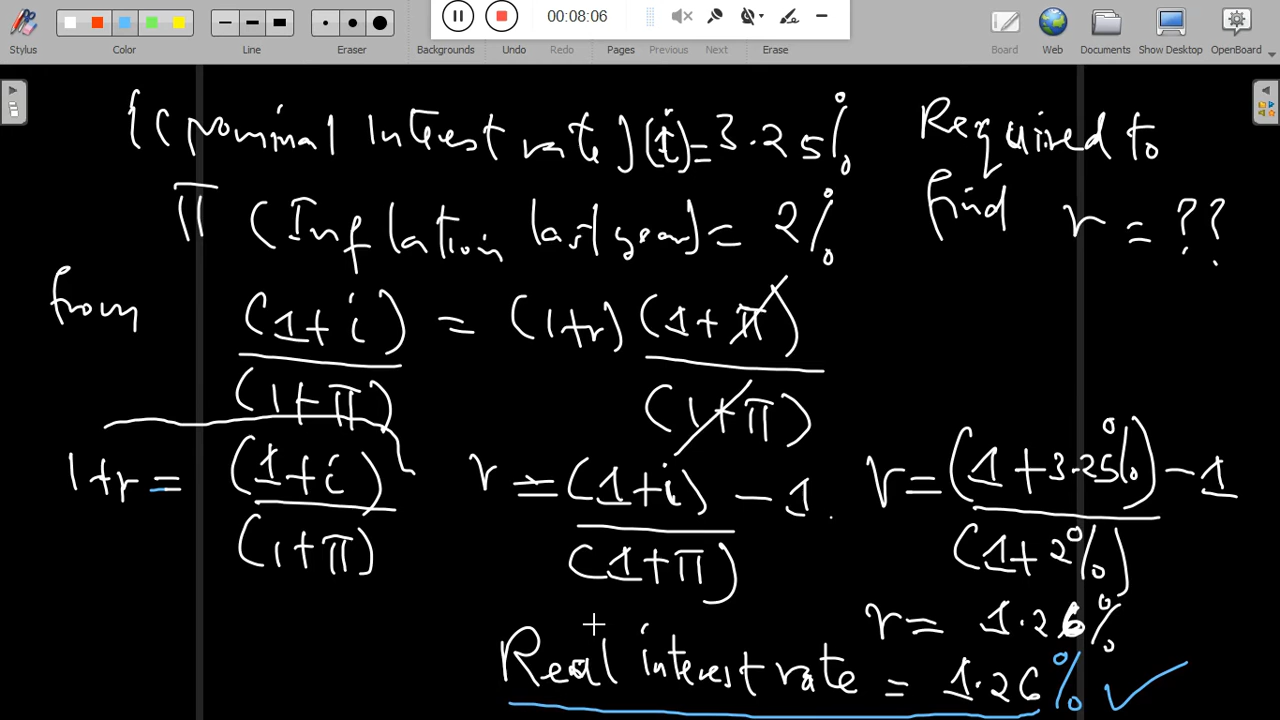 00:08:06
Stylus Color Line Eraser Backgrounds Undo Redo Pages Previous Next Erase Board Web Documents Show Desktop OpenBoard
{(Nominal Interest rate}(i)=3.25%
Required to
find r = ??
π (Inflation last year) = 2%
from (1+i) = (1+r) (1+π)
(1+π) (1+π)
1+r = (1+i) r = (1+i) - 1. r = (1+3.25%) - 1
(1+π) (1+π) (1+2%)
r = 1.26%
Real interest rate = 1.26% ✓